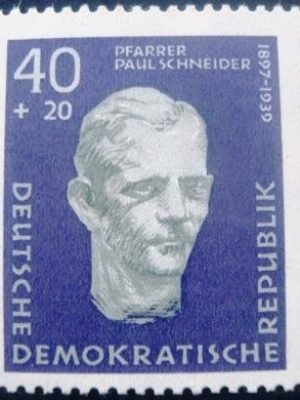 40
+ 20
PFARRER
PAUL SCHNEIDER
1897-1939
DEUTSCHE
DEMOKRATISCHE
REPUBLIK